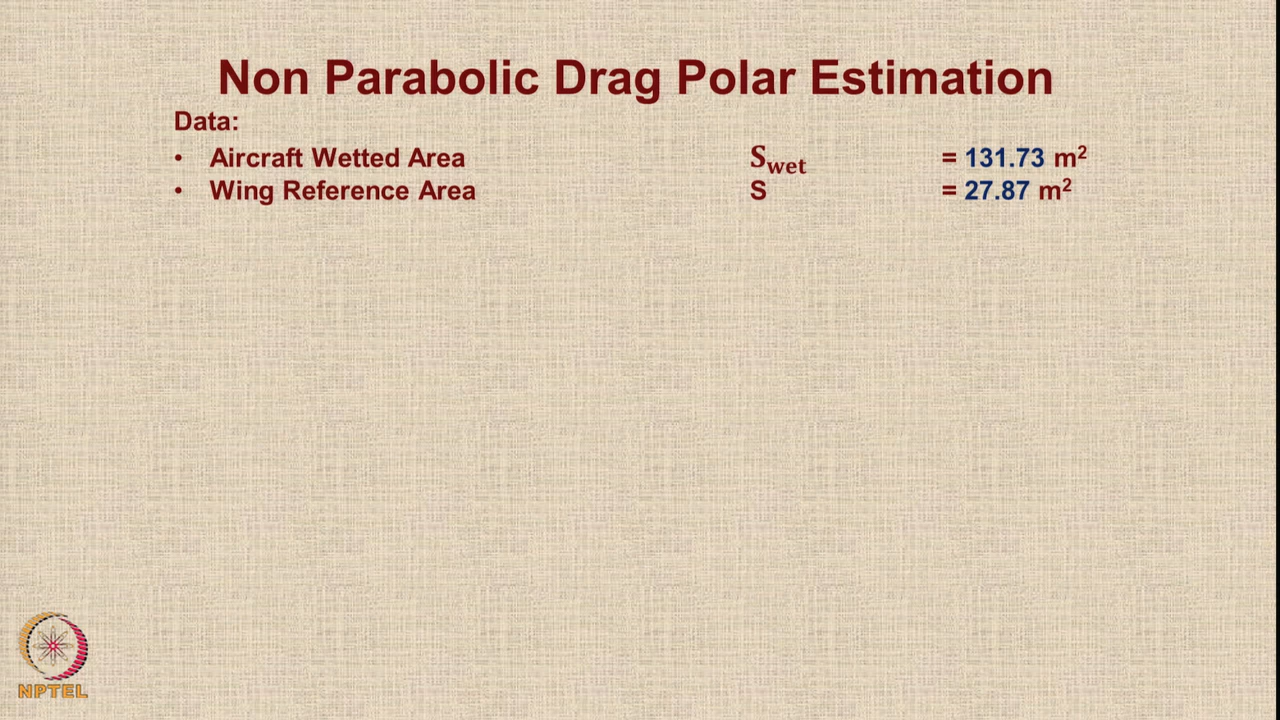 Non Parabolic Drag Polar Estimation
Data:
• Aircraft Wetted Area S_wet = 131.73 m²
• Wing Reference Area S = 27.87 m²
NPTEL